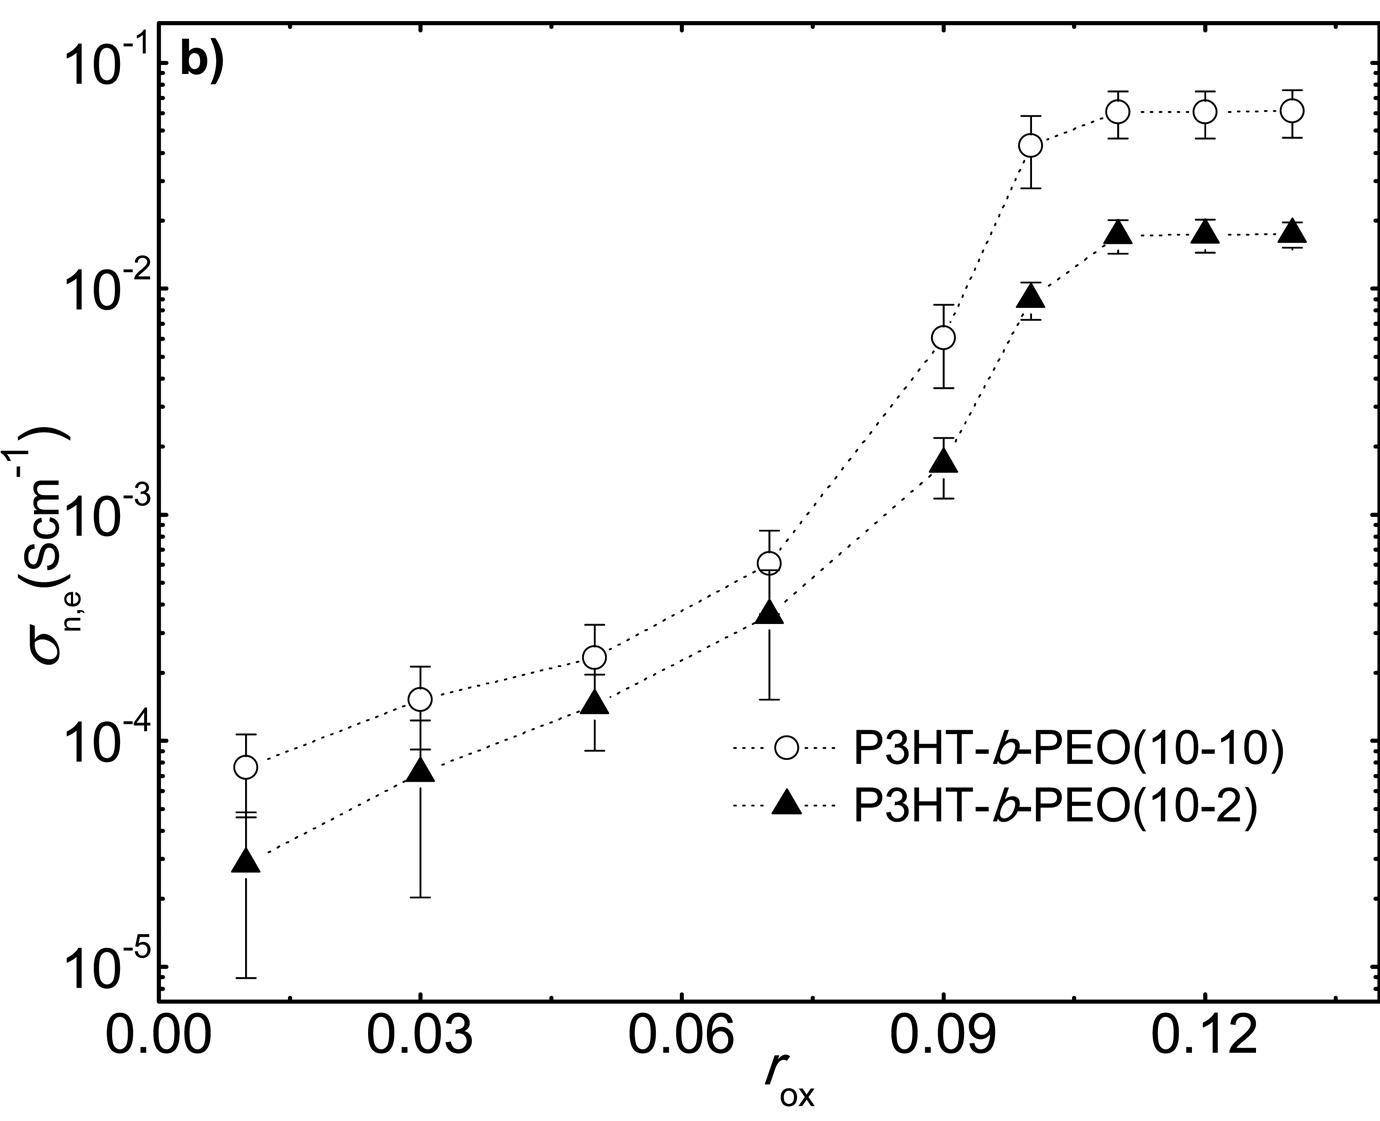 b)
10⁻¹
10⁻²
10⁻³
10⁻⁴
10⁻⁵
σn,e (Scm⁻¹)
P3HT-b-PEO(10-10)
P3HT-b-PEO(10-2)
0.00 0.03 0.06 0.09 0.12
rox